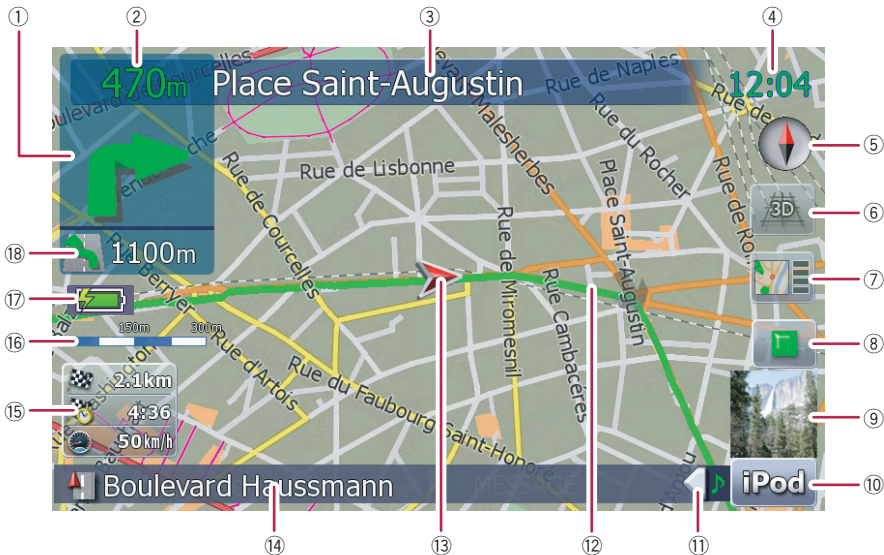 ① ② ③ ④
470m Place Saint-Augustin 12:04
Rue de Naples
Malesherbes
Rue du Rocher
Rue de Lisbonne
Rue de Courcelles
Place Saint-Augustin
⑤
3D ⑥
⑱ 1100m
Rue de Miromesnil
⑦
⑰
Berryer
⑯ 150m 300m
Rue Cambacérès
⑧
Rue d'Artois
Rue du Faubourg Saint-Honoré
⑮ 2.1km
4:36
50km/h
⑨
Boulevard Haussmann
iPod ⑩
⑭ ⑬ ⑫ ⑪